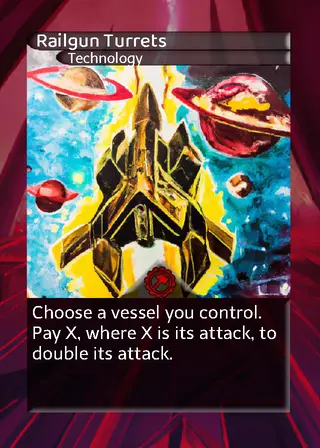 Railgun Turrets
Technology
Choose a vessel you control.
Pay X, where X is its attack, to
double its attack.